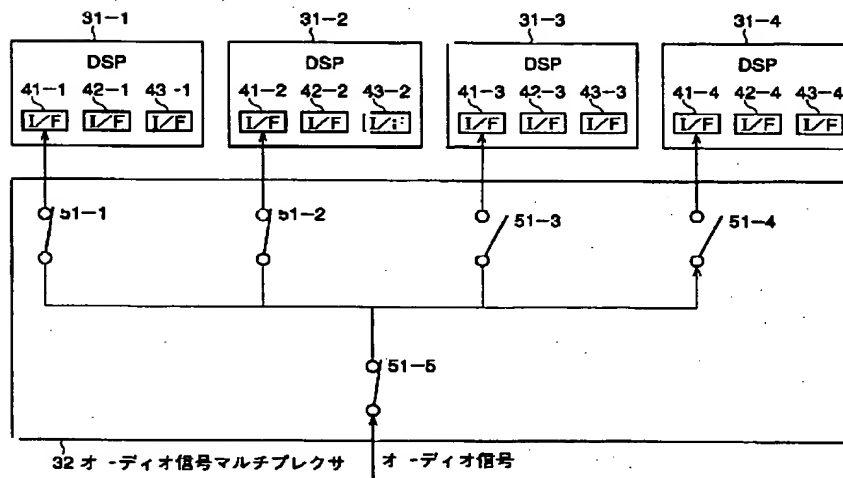 31-1 31-2 31-3 31-4
DSP DSP DSP DSP
41-1 42-1 43-1 41-2 42-2 43-2 41-3 42-3 43-3 41-4 42-4 43-4
I/F I/F I/F I/F I/F I/F I/F I/F I/F I/F I/F
51-1 51-2 51-3 51-4
51-5
32 オ-ディオ信号マルチプレクサ オ-ディオ信号